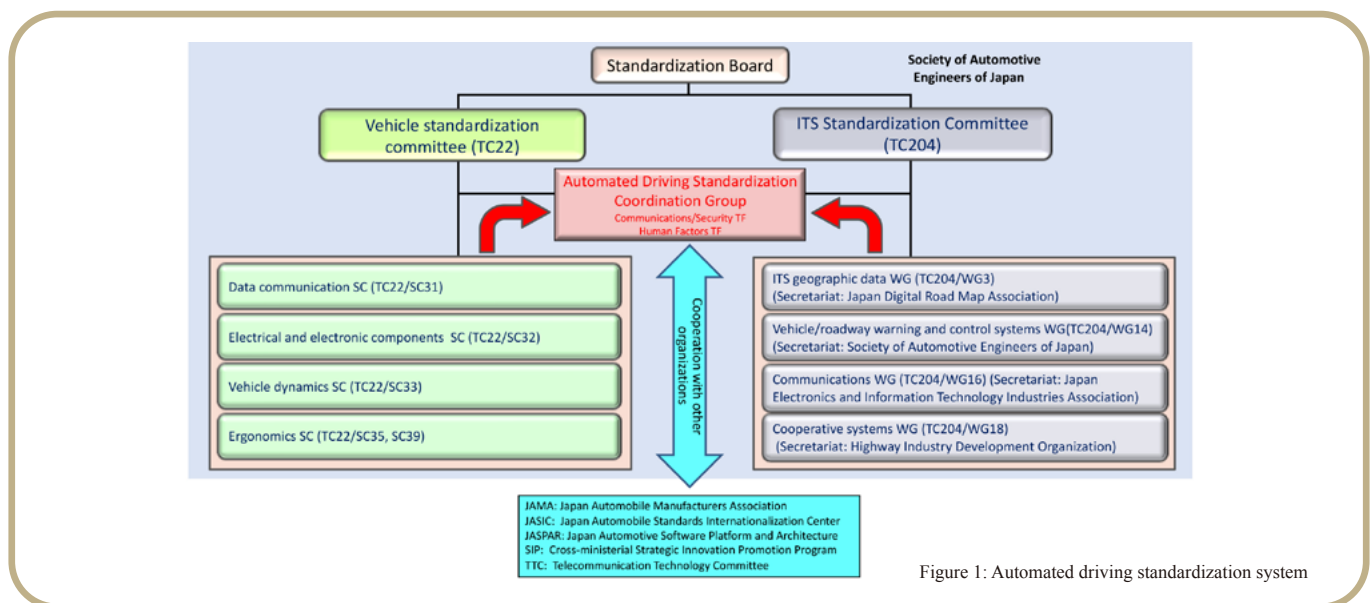 Standardization Board
Society of Automotive
Engineers of Japan
Vehicle standardization
committee (TC22)
ITS Standardization Committee
(TC204)
Automated Driving Standardization
Coordination Group
Communications/Security TF
Human Factors TF
Data communication SC (TC22/SC31)
Electrical and electronic components SC (TC22/SC32)
Vehicle dynamics SC (TC22/SC33)
Ergonomics SC (TC22/SC35, SC39)
Cooperation with other
organizations
ITS geographic data WG (TC204/WG3)
(Secretariat: Japan Digital Road Map Association)
Vehicle/roadway warning and control systems WG(TC204/WG14)
(Secretariat: Society of Automotive Engineers of Japan)
Communications WG (TC204/WG16) (Secretariat: Japan
Electronics and Information Technology Industries Association)
Cooperative systems WG (TC204/WG18)
(Secretariat: Highway Industry Development Organization)
JAMA: Japan Automobile Manufacturers Association
JASIC: Japan Automobile Standards Internationalization Center
JASPAR: Japan Automotive Software Platform and Architecture
SIP: Cross-ministerial Strategic Innovation Promotion Program
TTC: Telecommunication Technology Committee
Figure 1: Automated driving standardization system